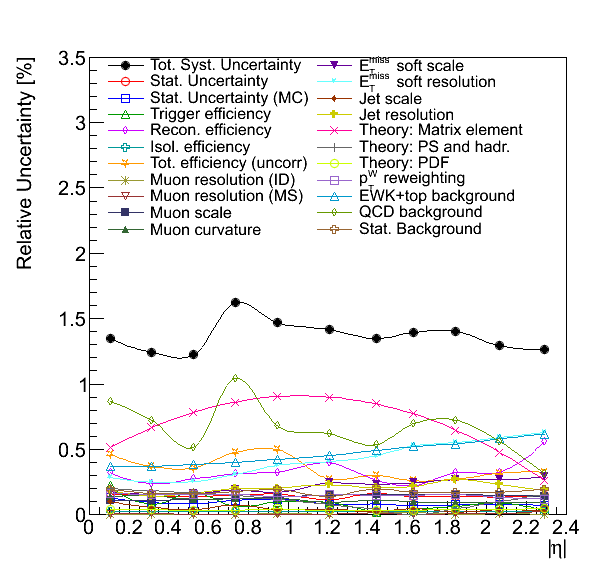 Relative Uncertainty [%]
3.5
3
2.5
2
1.5
1
0.5
0
Tot. Syst. Uncertainty
Stat. Uncertainty
Stat. Uncertainty (MC)
Trigger efficiency
Recon. efficiency
Isol. efficiency
Tot. efficiency (uncorr)
Muon resolution (ID)
Muon resolution (MS)
Muon scale
Muon curvature
E_T^miss soft scale
E_T^miss soft resolution
Jet scale
Jet resolution
Theory: Matrix element
Theory: PS and hadr.
Theory: PDF
p_T^W reweighting
EWK+top background
QCD background
Stat. Background
0 0.2 0.4 0.6 0.8 1 1.2 1.4 1.6 1.8 2 2.2 2.4
|η|